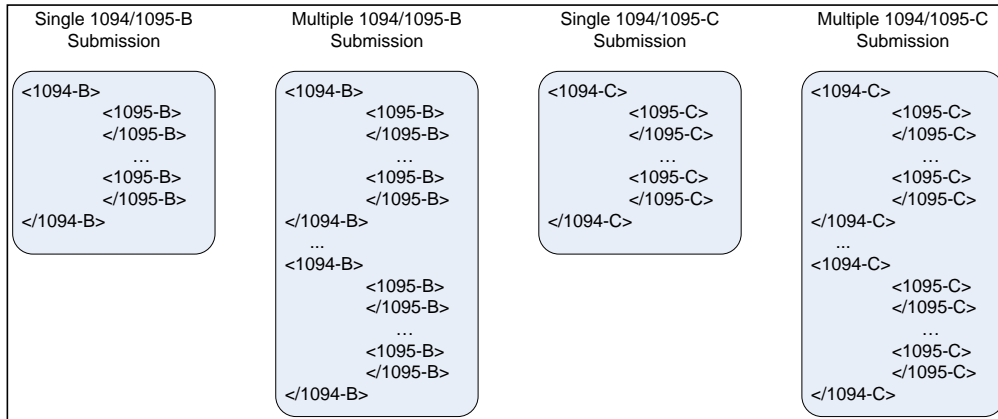 Single 1094/1095-B
Submission
<1094-B>
<1095-B>
</1095-B>
…
<1095-B>
</1095-B>
</1094-B>
Multiple 1094/1095-B
Submission
<1094-B>
<1095-B>
</1095-B>
…
<1095-B>
</1095-B>
</1094-B>
...
<1094-B>
<1095-B>
</1095-B>
…
<1095-B>
</1095-B>
</1094-B>
Single 1094/1095-C
Submission
<1094-C>
<1095-C>
</1095-C>
…
<1095-C>
</1095-C>
</1094-C>
Multiple 1094/1095-C
Submission
<1094-C>
<1095-C>
</1095-C>
…
<1095-C>
</1095-C>
</1094-C>
...
<1094-C>
<1095-C>
</1095-C>
…
<1095-C>
</1095-C>
</1094-C>